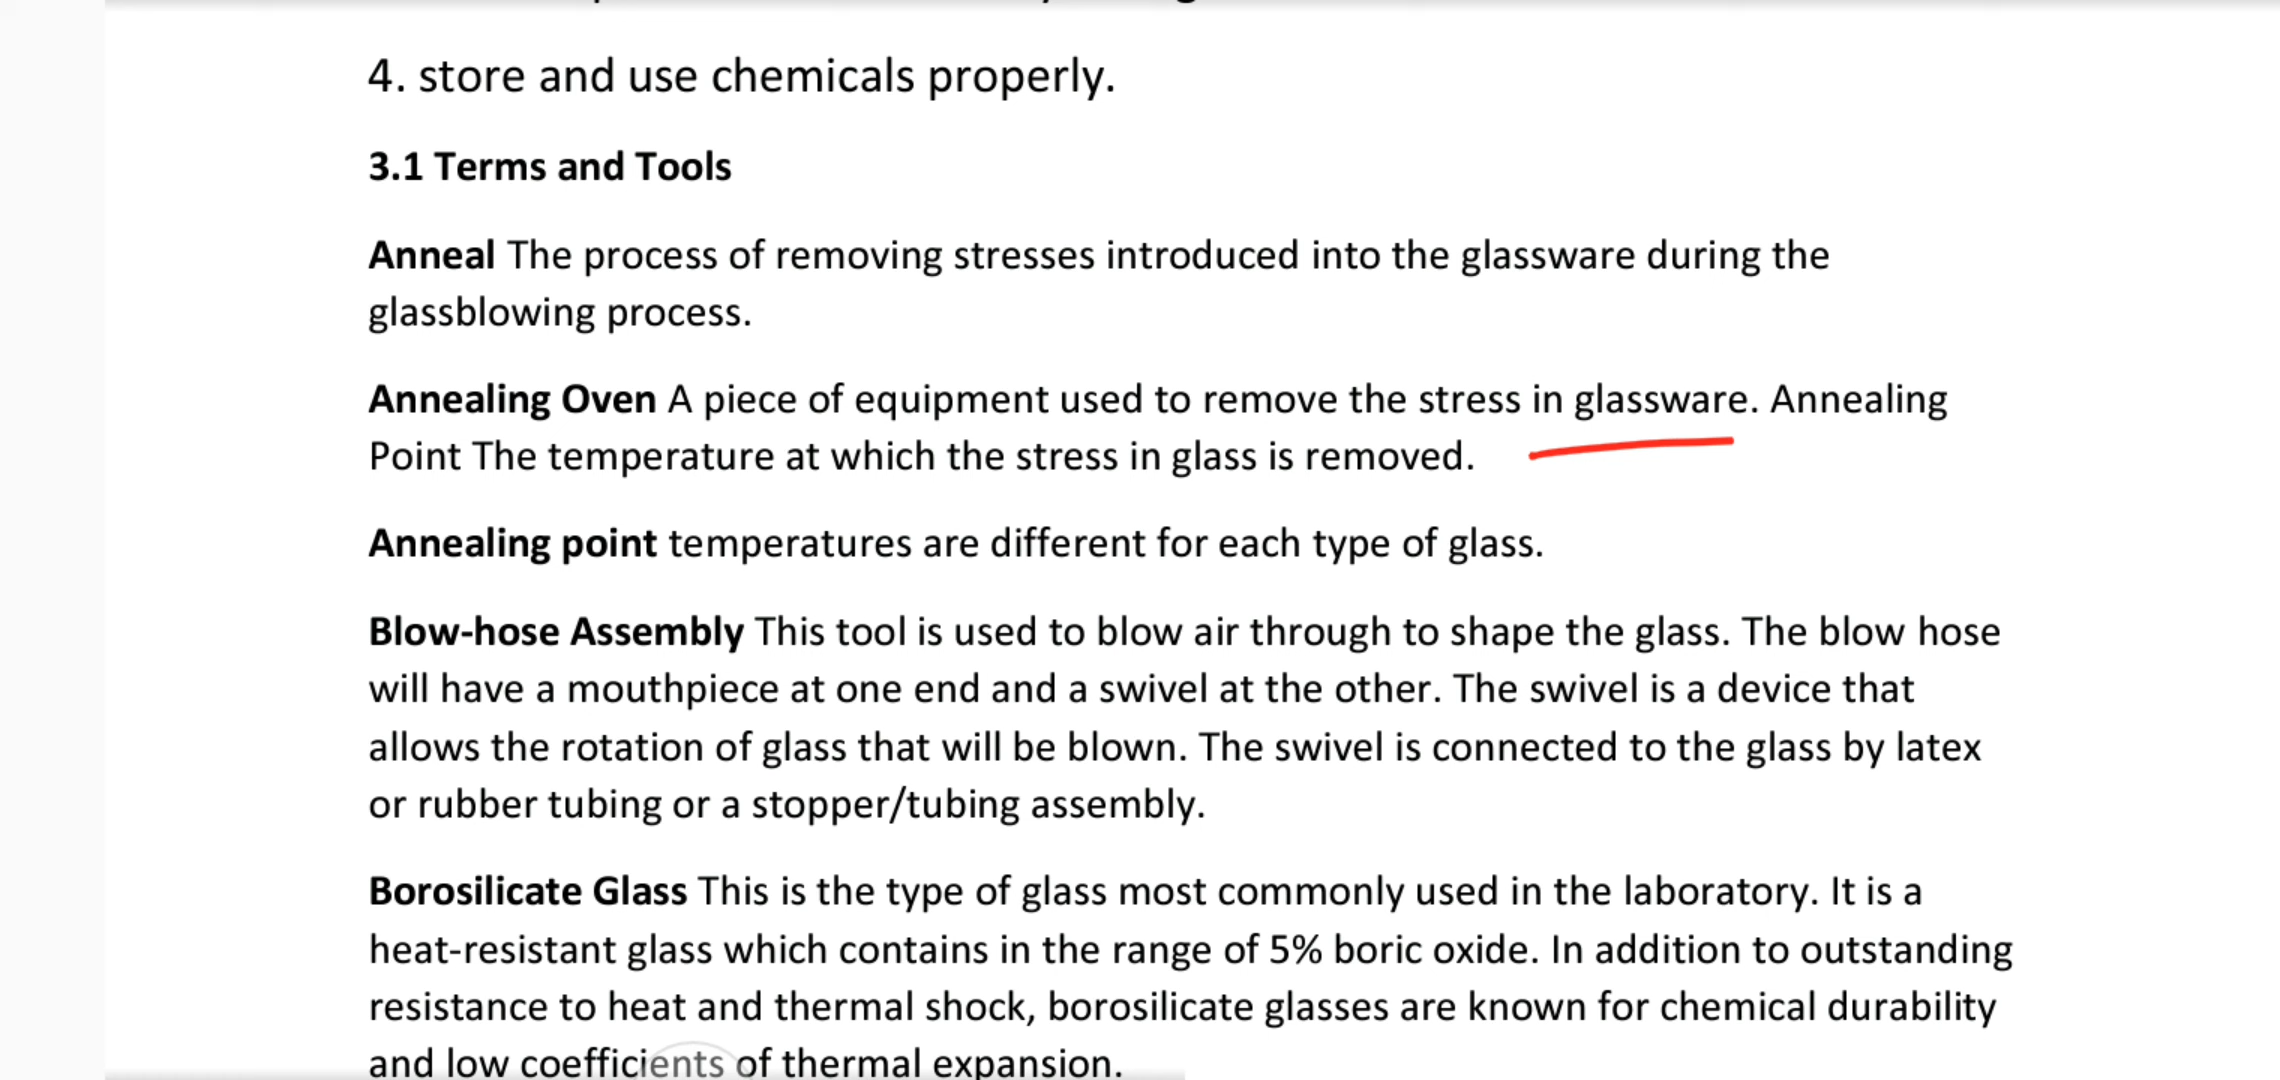 4. store and use chemicals properly.
3.1 Terms and Tools
Anneal The process of removing stresses introduced into the glassware during the
glassblowing process.
Annealing Oven A piece of equipment used to remove the stress in glassware. Annealing
Point The temperature at which the stress in glass is removed.
Annealing point temperatures are different for each type of glass.
Blow-hose Assembly This tool is used to blow air through to shape the glass. The blow hose
will have a mouthpiece at one end and a swivel at the other. The swivel is a device that
allows the rotation of glass that will be blown. The swivel is connected to the glass by latex
or rubber tubing or a stopper/tubing assembly.
Borosilicate Glass This is the type of glass most commonly used in the laboratory. It is a
heat-resistant glass which contains in the range of 5% boric oxide. In addition to outstanding
resistance to heat and thermal shock, borosilicate glasses are known for chemical durability
and low coefficients of thermal expansion.